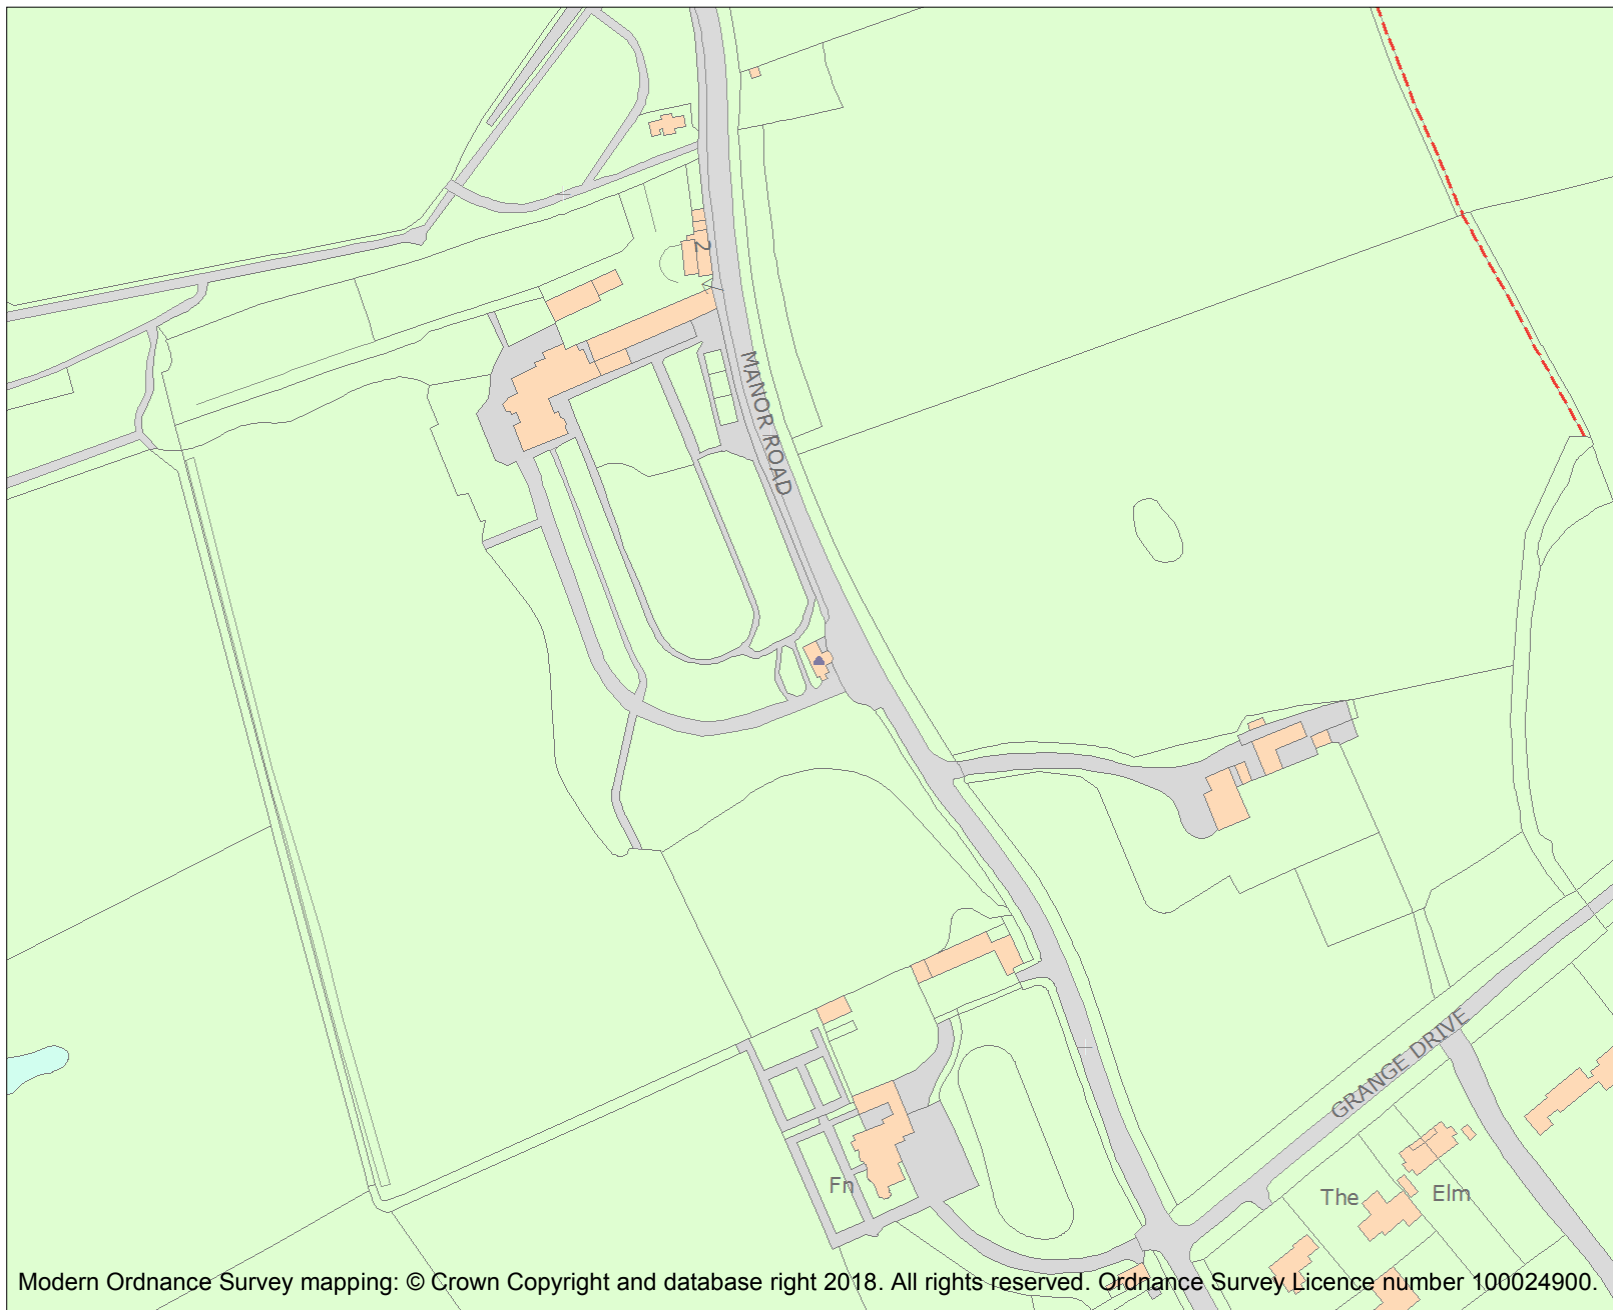 2
MANOR ROAD
GRANGE DRIVE
Fn
The
Elm
Modern Ordnance Survey mapping: © Crown Copyright and database right 2018. All rights reserved. Ordnance Survey Licence number 100024900.